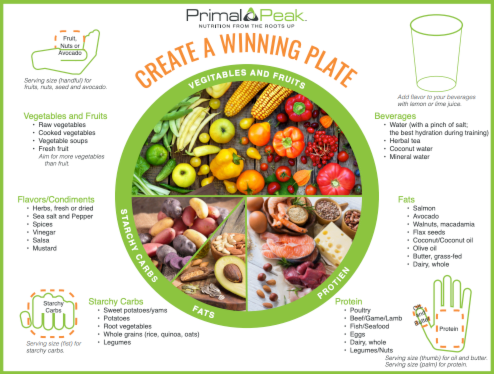 Primal Peak
NUTRITION FROM THE ROOTS UP
CREATE A WINNING PLATE
Fruit,
Nuts or
Avocado
Serving size (handful) for
fruits, nuts, seed and avocado.
Add flavor to your beverages
with lemon or lime juice.
VEGITABLES AND FRUITS
STARCHY CARBS
FATS
PROTIEN
Vegetables and Fruits
• Raw vegetables
• Cooked vegetables
• Vegetable soups
• Fresh fruit
Aim for more vegetables
than fruit.
Beverages
• Water (with a pinch of salt;
the best hydration during training)
• Herbal tea
• Coconut water
• Mineral water
Flavors/Condiments
• Herbs, fresh or dried
• Sea salt and Pepper
• Spices
• Vinegar
• Salsa
• Mustard
Fats
• Salmon
• Avocado
• Walnuts, macadamia
• Flax seeds
• Coconut/Coconut oil
• Olive oil
• Butter, grass-fed
• Dairy, whole
Starchy
Carbs
Serving size (fist) for
starchy carbs.
Starchy Carbs
• Sweet potatoes/yams
• Potatoes
• Root vegetables
• Whole grains (rice, quinoa, oats)
• Legumes
Protein
• Poultry
• Beef/Game/Lamb
• Fish/Seafood
• Eggs
• Dairy, whole
• Legumes/Nuts
Oil
and
Butter
Protein
Serving size (thumb) for oil and butter.
Serving size (palm) for protein.